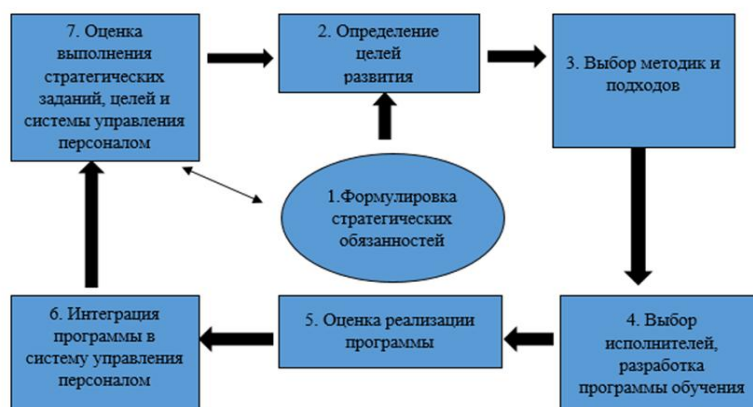 7. Оценка
выполнения
стратегических
заданий, целей и
системы управления
персоналом
2. Определение
целей
развития
3. Выбор методик и
подходов
1.Формулировка
стратегических
обязанностей
6. Интеграция
программы в
систему управления
персоналом
5. Оценка реализации
программы
4. Выбор
исполнителей,
разработка
программы обучения